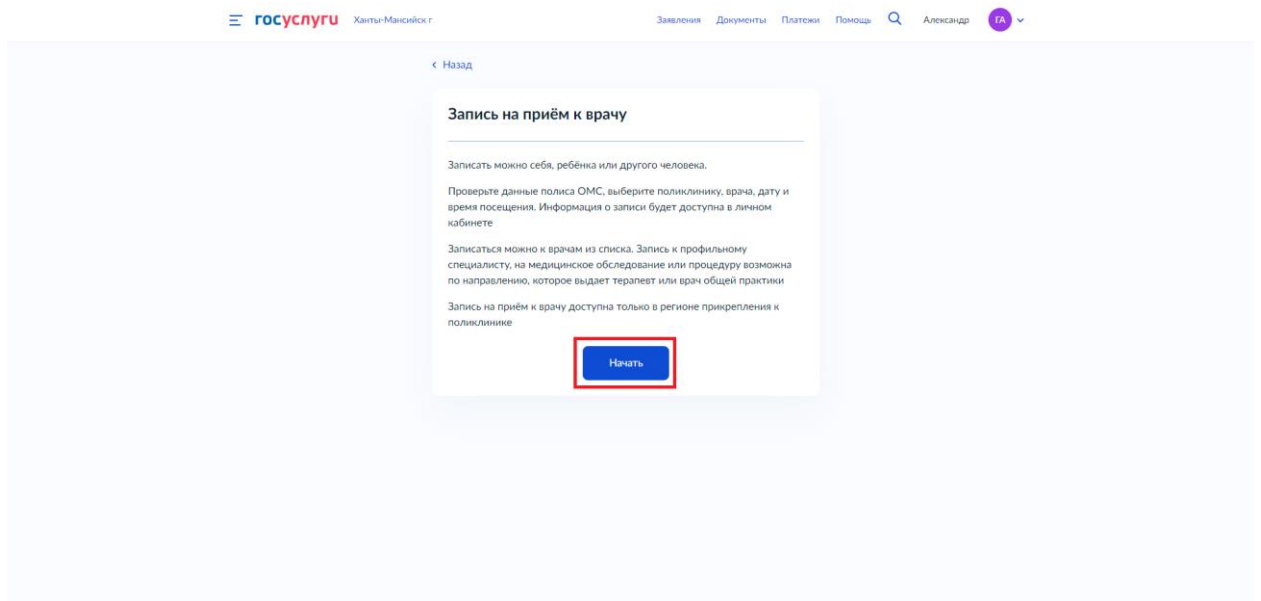 госуслуги Ханты-Мансийск г Заявления Документы Платежи Помощь Александр ГА
Назад
Запись на приём к врачу
Записать можно себя, ребёнка или другого человека.
Проверьте данные полиса ОМС, выберите поликлинику, врача, дату и
время посещения. Информация о записи будет доступна в личном
кабинете
Записаться можно к врачам из списка. Запись к профильному
специалисту, на медицинское обследование или процедуру возможна
по направлению, которое выдает терапевт или врач общей практики
Запись на приём к врачу доступна только в регионе прикрепления к
поликлинике
Начать